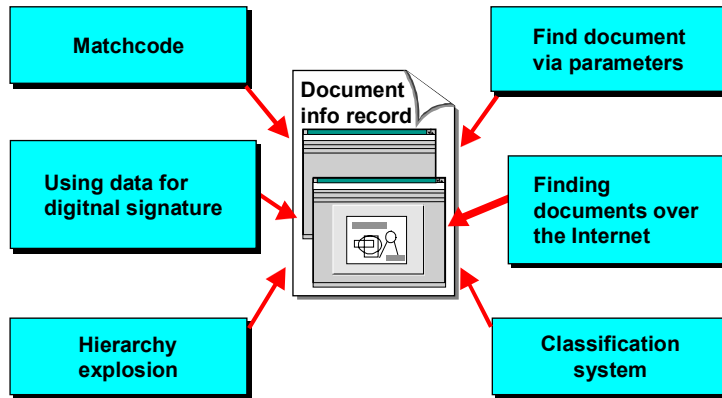 Matchcode
Find document
via parameters
Document
info record
Using data for
digitnal signature
Finding
documents over
the Internet
Hierarchy
explosion
Classification
system